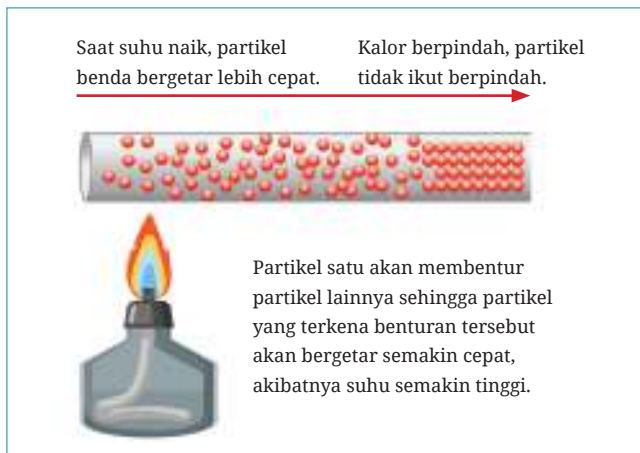 Saat suhu naik, partikel
benda bergetar lebih cepat.
Kalor berpindah, partikel
tidak ikut berpindah.
Partikel satu akan membentur
partikel lainnya sehingga partikel
yang terkena benturan tersebut
akan bergetar semakin cepat,
akibatnya suhu semakin tinggi.